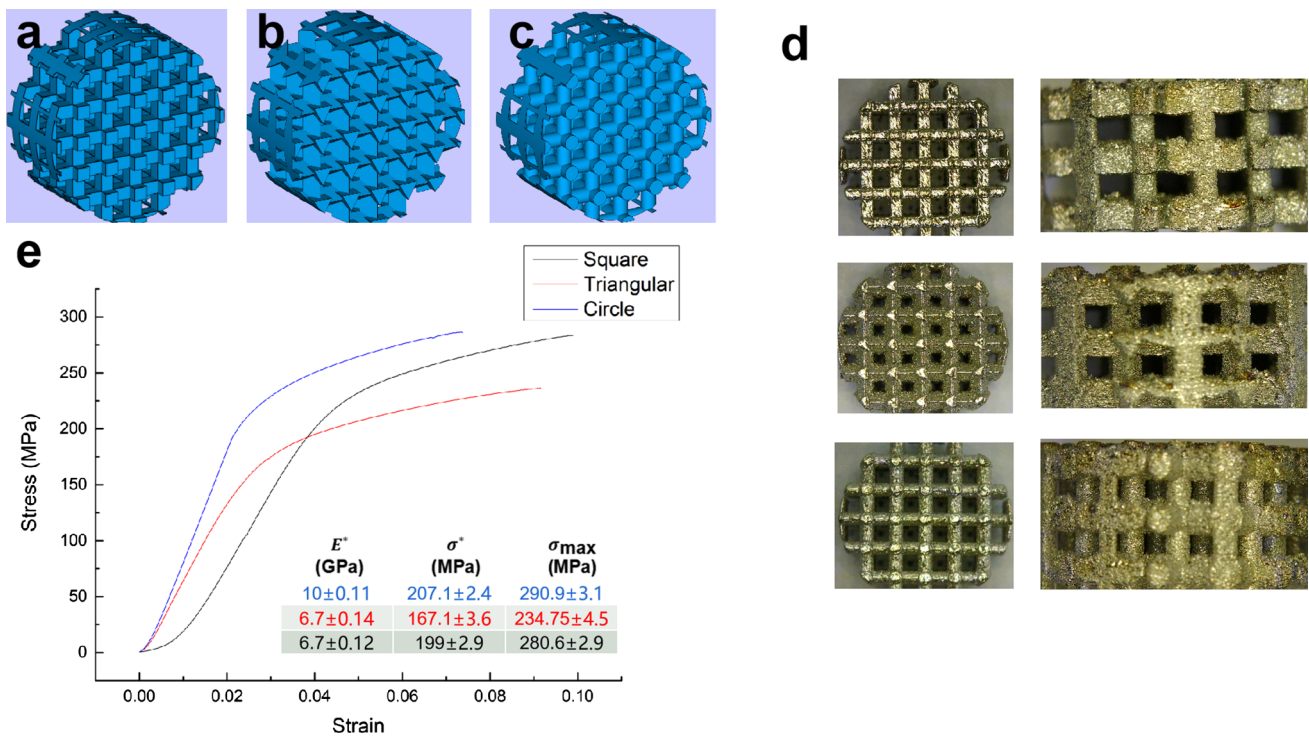 a
b
c
d
e
Square
Triangular
Circle
300
250
200
150
100
50
0
Stress (MPa)
E* σ* σmax
(GPa) (MPa) (MPa)
10±0.11 207.1±2.4 290.9±3.1
6.7±0.14 167.1±3.6 234.75±4.5
6.7±0.12 199±2.9 280.6±2.9
0.00 0.02 0.04 0.06 0.08 0.10
Strain